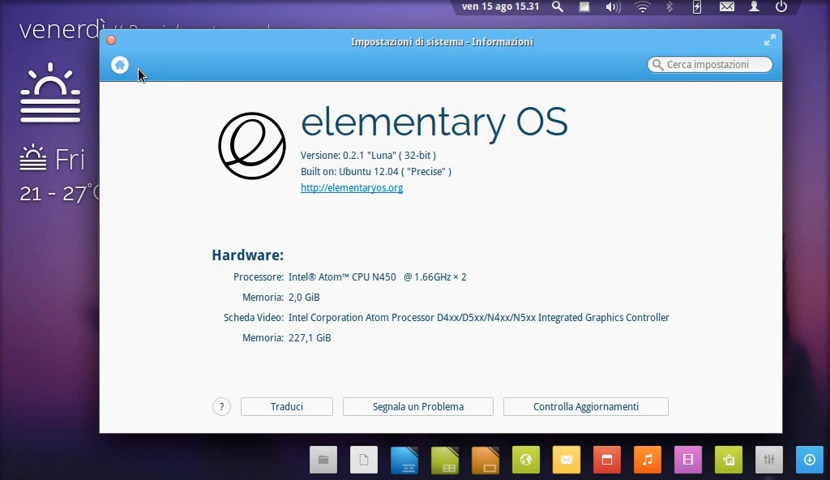 ven 15 ago 15.31
venerdì //
Impostazioni di sistema - Informazioni
Cerca impostazioni
elementary OS
Versione: 0.2.1 "Luna" ( 32-bit )
Built on: Ubuntu 12.04 ( "Precise" )
http://elementaryos.org
Fri
21 - 27°C
Hardware:
Processore: Intel® Atom™ CPU N450 @ 1.66GHz × 2
Memoria: 2,0 GiB
Scheda Video: Intel Corporation Atom Processor D4xx/D5xx/N4xx/N5xx Integrated Graphics Controller
Memoria: 227,1 GiB
? Traduci Segnala un Problema Controlla Aggiornamenti